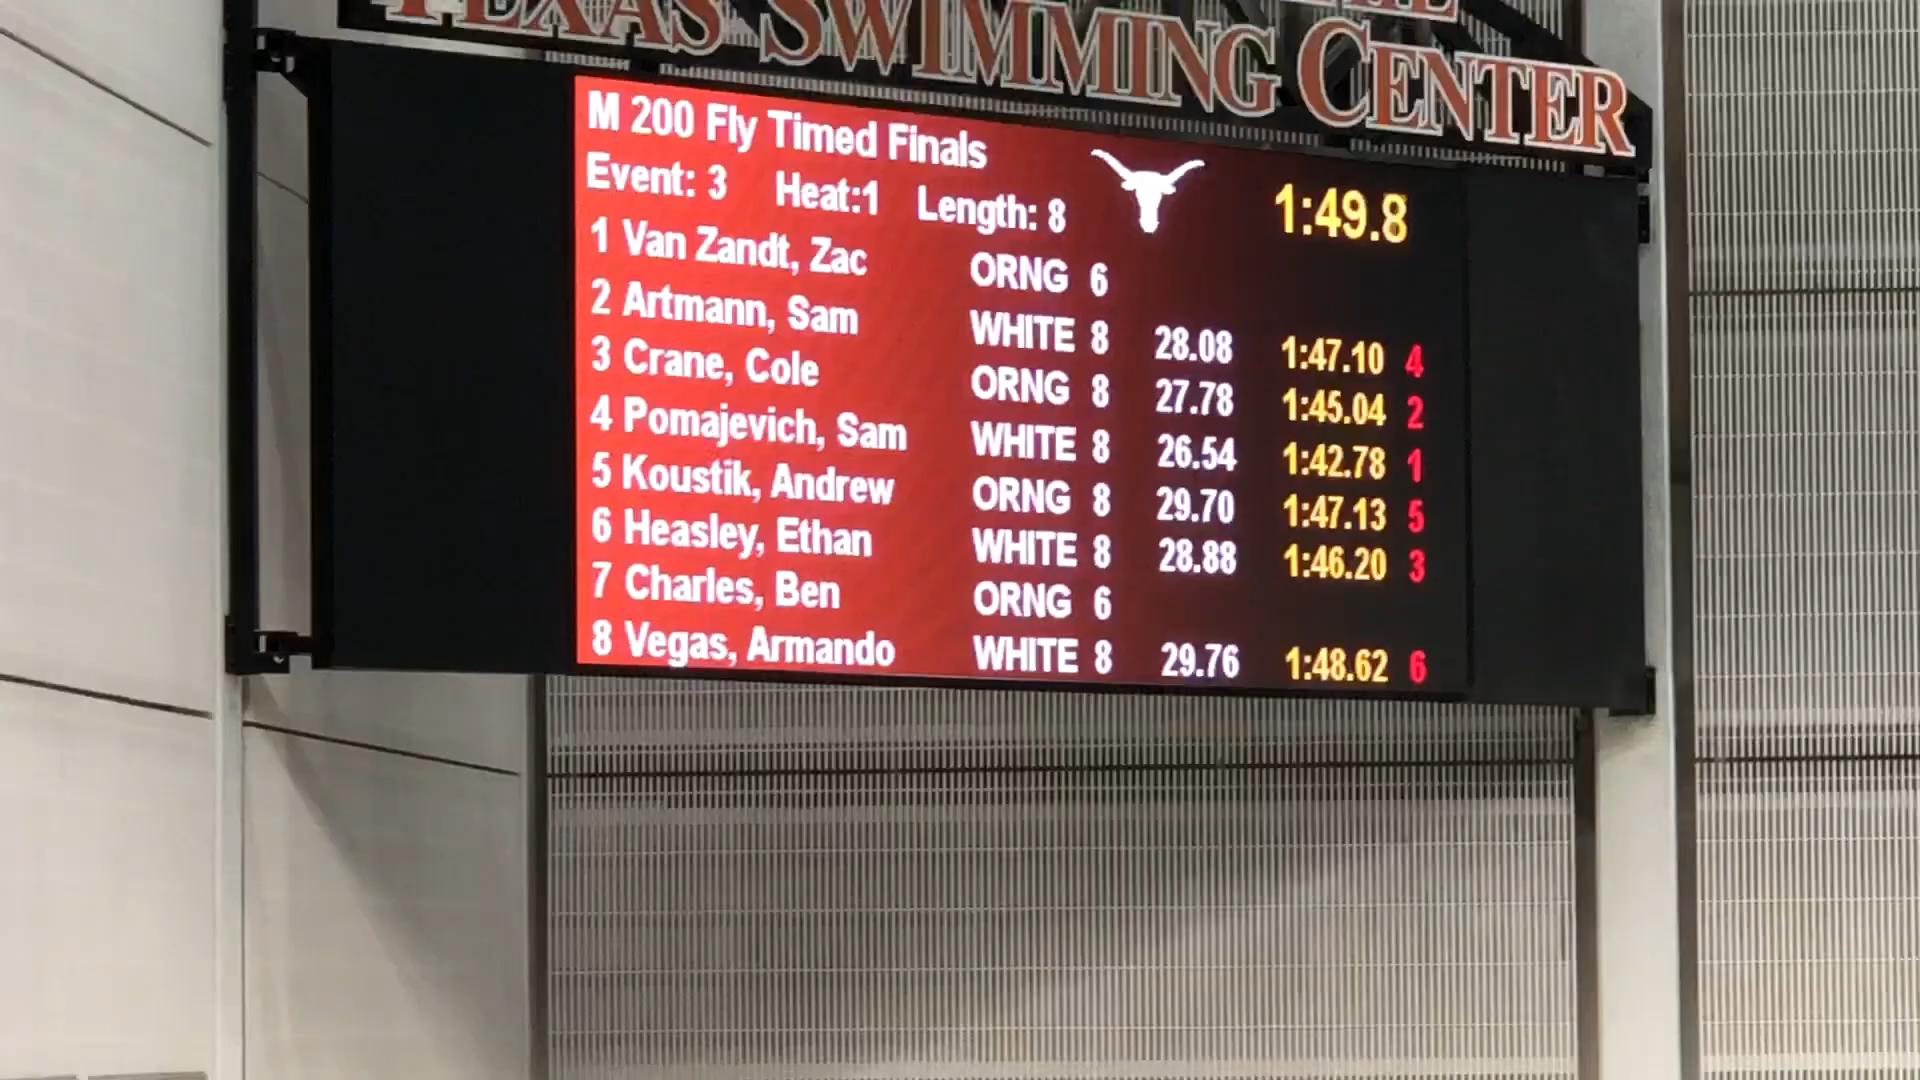 TEXAS SWIMMING CENTER
M 200 Fly Timed Finals
Event: 3 Heat:1 Length: 8 1:49.8
1 Van Zandt, Zac ORNG 6
2 Artmann, Sam WHITE 8 28.08 1:47.10 4
3 Crane, Cole ORNG 8 27.78 1:45.04 2
4 Pomajevich, Sam WHITE 8 26.54 1:42.78 1
5 Koustik, Andrew ORNG 8 29.70 1:47.13 5
6 Heasley, Ethan WHITE 8 28.88 1:46.20 3
7 Charles, Ben ORNG 6
8 Vegas, Armando WHITE 8 29.76 1:48.62 6